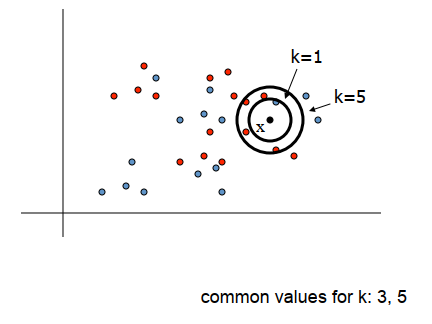 k=1
k=5
x
common values for k: 3, 5